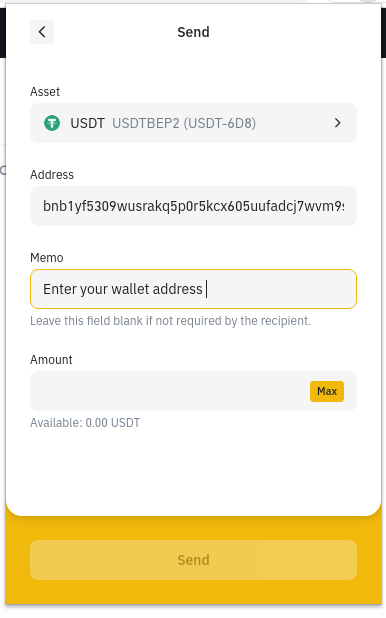 Send
Asset
USDT USDTBEP2 (USDT-6D8)
Address
bnb1yf5309wusrakq5p0r5kcx605uufadcj7wvm9
Memo
Enter your wallet address
Leave this field blank if not required by the recipient.
Amount
Max
Available: 0.00 USDT
Send